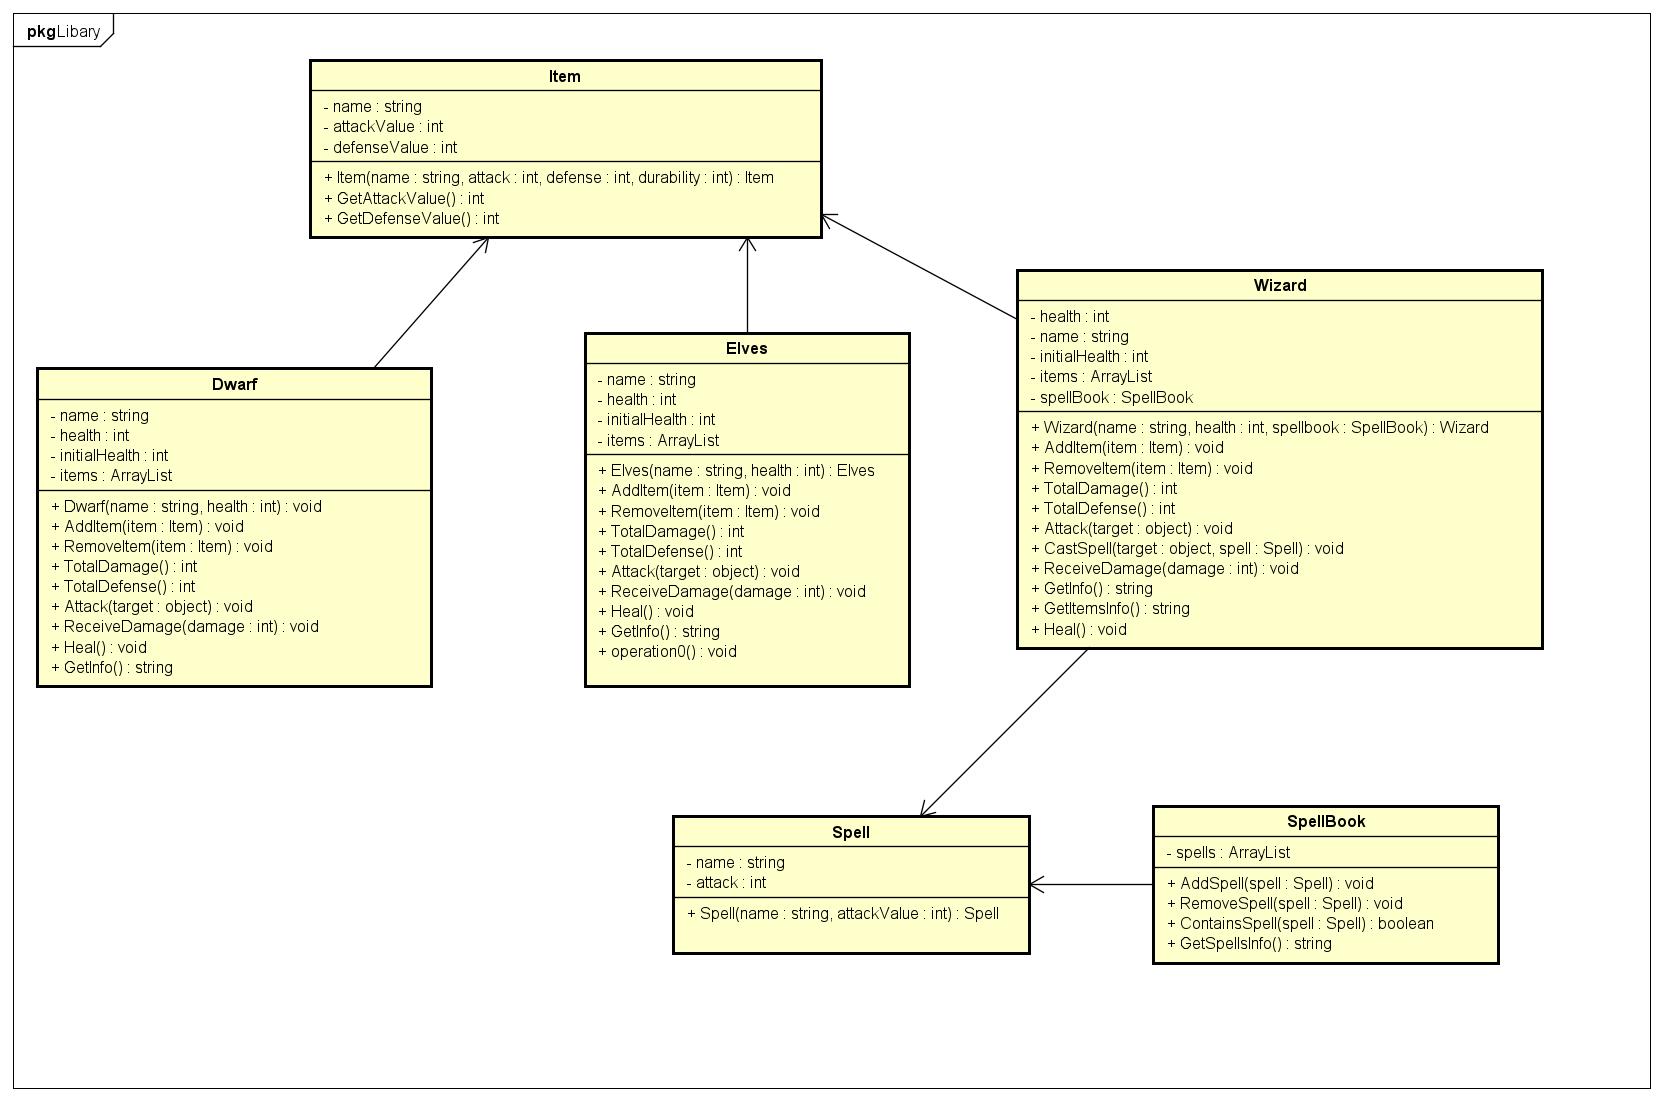 pkg Libary
Item
- name : string
- attackValue : int
- defenseValue : int
+ Item(name : string, attack : int, defense : int, durability : int) : Item
+ GetAttackValue() : int
+ GetDefenseValue() : int
Dwarf
- name : string
- health : int
- initialHealth : int
- items : ArrayList
+ Dwarf(name : string, health : int) : void
+ AddItem(item : Item) : void
+ RemoveItem(item : Item) : void
+ TotalDamage() : int
+ TotalDefense() : int
+ Attack(target : object) : void
+ ReceiveDamage(damage : int) : void
+ Heal() : void
+ GetInfo() : string
Elves
- name : string
- health : int
- initialHealth : int
- items : ArrayList
+ Elves(name : string, health : int) : Elves
+ AddItem(item : Item) : void
+ RemoveItem(item : Item) : void
+ TotalDamage() : int
+ TotalDefense() : int
+ Attack(target : object) : void
+ ReceiveDamage(damage : int) : void
+ Heal() : void
+ GetInfo() : string
+ operation0() : void
Wizard
- health : int
- name : string
- initialHealth : int
- items : ArrayList
- spellBook : SpellBook
+ Wizard(name : string, health : int, spellbook : SpellBook) : Wizard
+ AddItem(item : Item) : void
+ RemoveItem(item : Item) : void
+ TotalDamage() : int
+ TotalDefense() : int
+ Attack(target : object) : void
+ CastSpell(target : object, spell : Spell) : void
+ ReceiveDamage(damage : int) : void
+ GetInfo() : string
+ GetItemsInfo() : string
+ Heal() : void
Spell
- name : string
- attack : int
+ Spell(name : string, attackValue : int) : Spell
SpellBook
- spells : ArrayList
+ AddSpell(spell : Spell) : void
+ RemoveSpell(spell : Spell) : void
+ ContainsSpell(spell : Spell) : boolean
+ GetSpellsInfo() : string